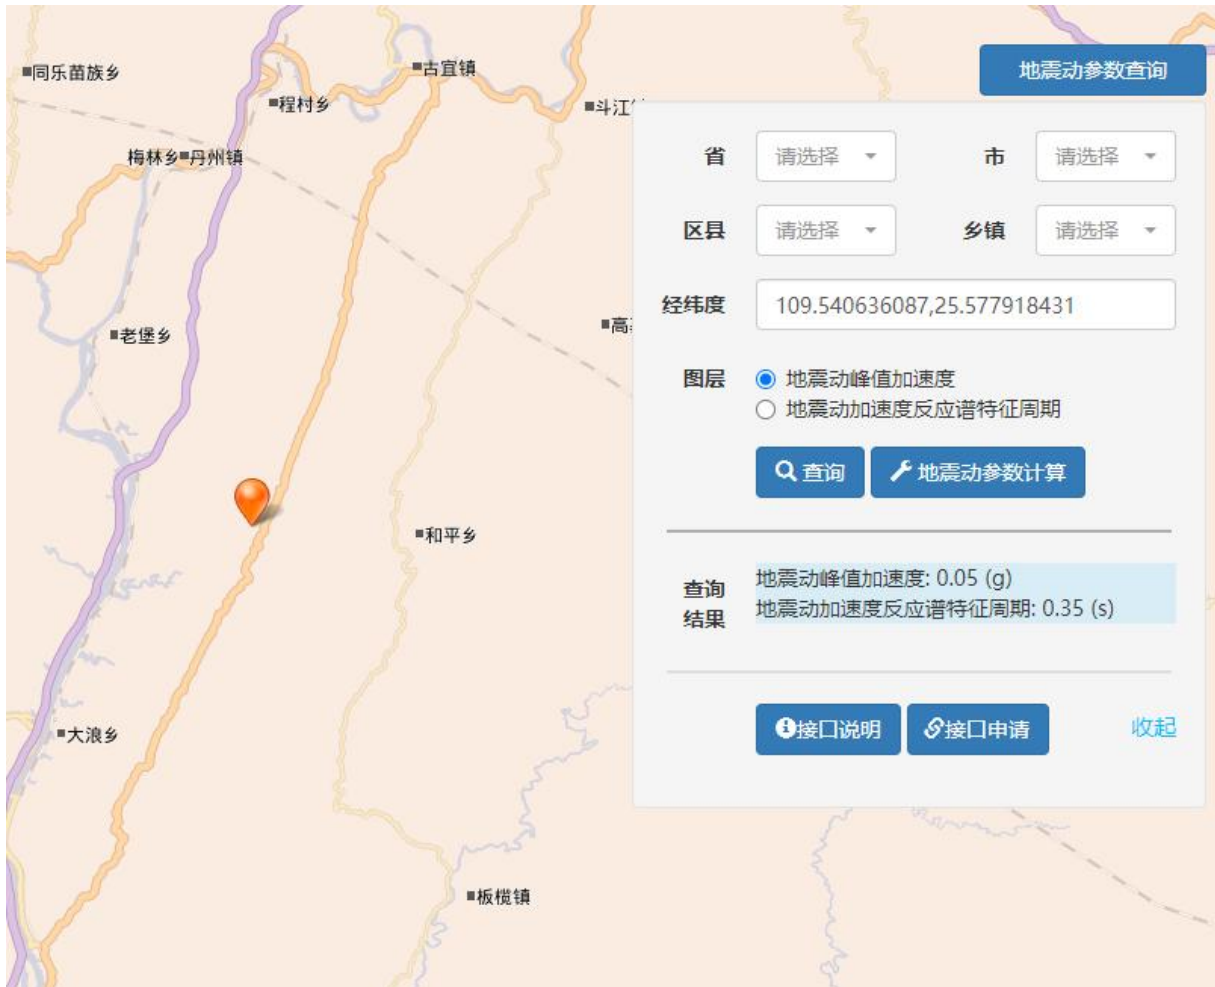 同乐苗族乡
古宜镇
程村乡
斗江
梅林乡
丹州镇
老堡乡
高
和平乡
大浪乡
板榄镇
地震动参数查询
省 请选择 市 请选择
区县 请选择 乡镇 请选择
经纬度 109.540636087,25.577918431
图层 地震动峰值加速度
地震动加速度反应谱特征周期
查询 地震动参数计算
查询结果
地震动峰值加速度: 0.05 (g)
地震动加速度反应谱特征周期: 0.35 (s)
接口说明 接口申请 收起